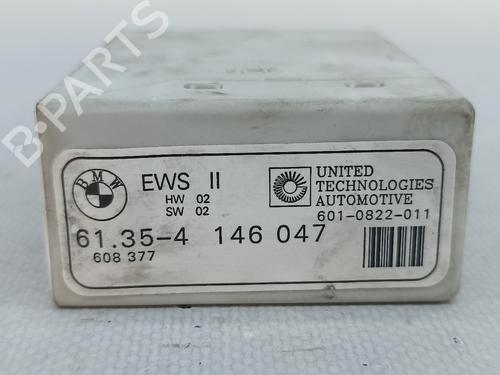 B-PARTS
BMW
EWS II
HW 02
SW 02
UNITED
TECHNOLOGIES
AUTOMOTIVE
601-0822-011
61.35-4 146 047
608 377